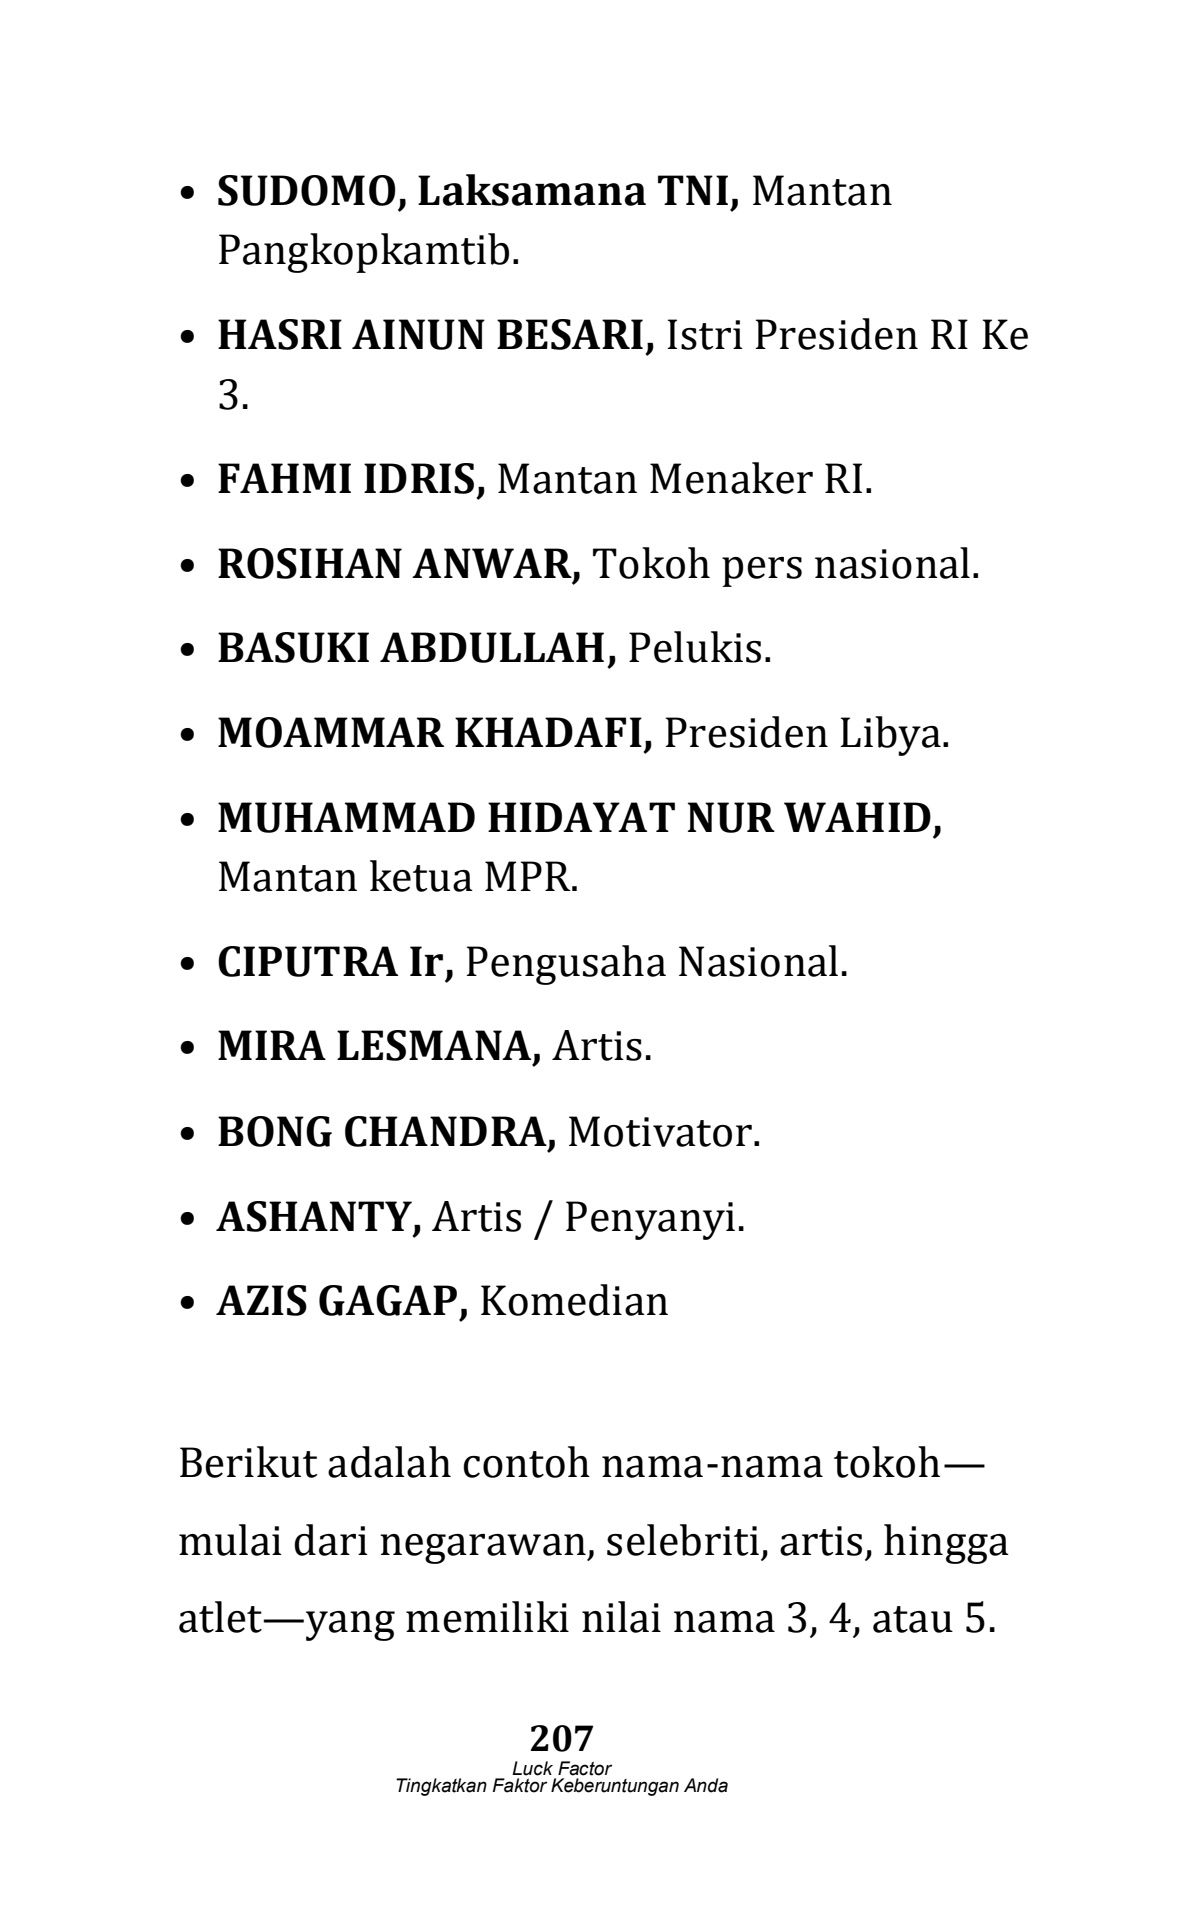 • SUDOMO, Laksamana TNI, Mantan
Pangkopkamtib.
• HASRI AINUN BESARI, Istri Presiden RI Ke
3.
• FAHMI IDRIS, Mantan Menaker RI.
• ROSIHAN ANWAR, Tokoh pers nasional.
• BASUKI ABDULLAH, Pelukis.
• MOAMMAR KHADAFI, Presiden Libya.
• MUHAMMAD HIDAYAT NUR WAHID,
Mantan ketua MPR.
• CIPUTRA Ir, Pengusaha Nasional.
• MIRA LESMANA, Artis.
• BONG CHANDRA, Motivator.
• ASHANTY, Artis / Penyanyi.
• AZIS GAGAP, Komedian
Berikut adalah contoh nama-nama tokoh—
mulai dari negarawan, selebriti, artis, hingga
atlet—yang memiliki nilai nama 3, 4, atau 5.
207
Luck Factor
Tingkatkan Faktor Keberuntungan Anda